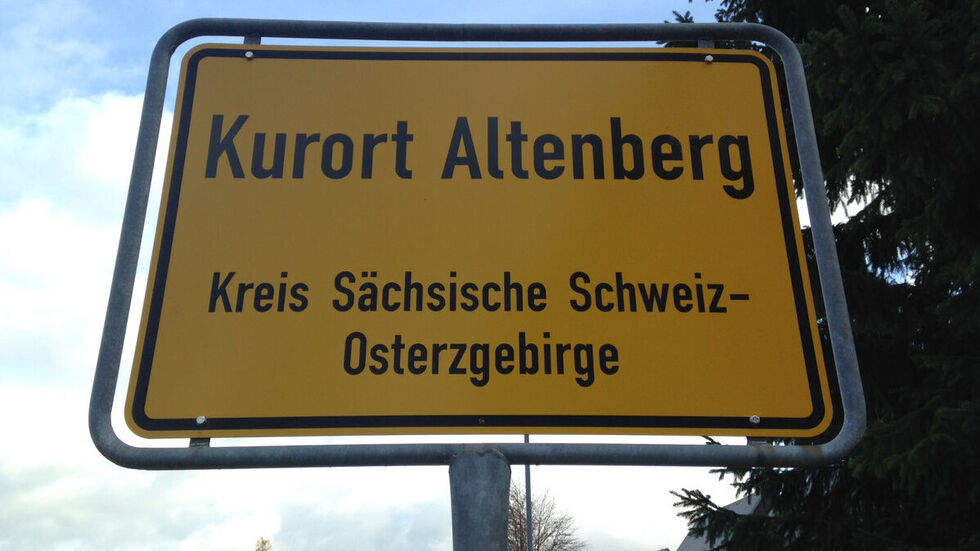 Kurort Altenberg
Kreis Sächsische Schweiz-
Osterzgebirge